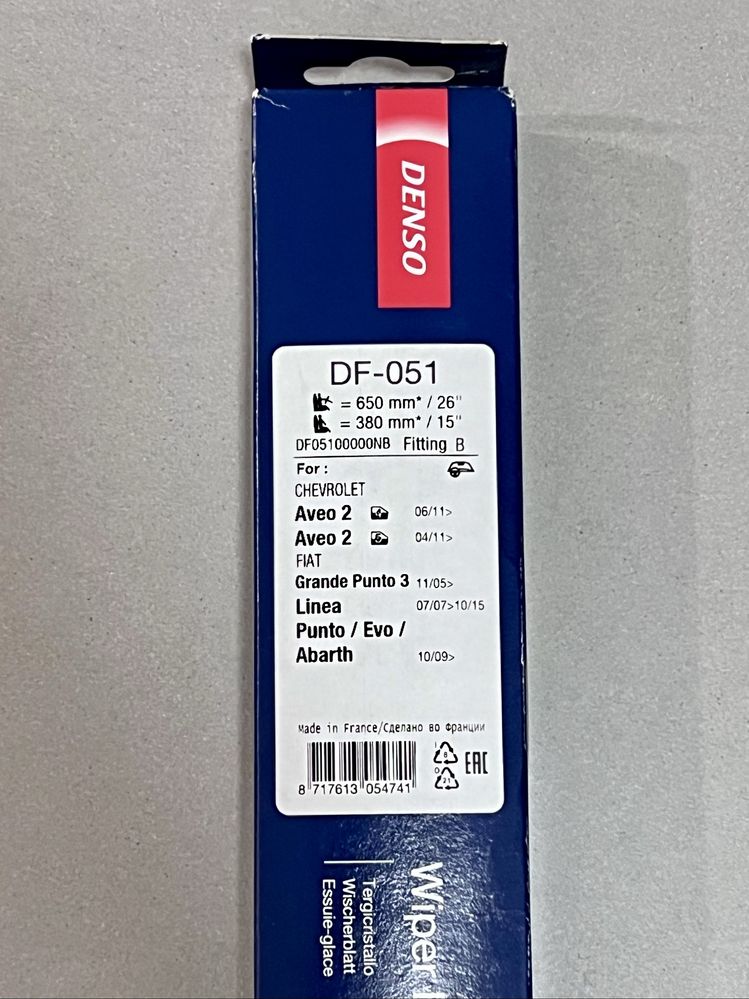 DENSO
DF-051
= 650 mm* / 26"
= 380 mm* / 15"
DF05100000NB Fitting B
For :
CHEVROLET
Aveo 2 06/11>
Aveo 2 04/11>
FIAT
Grande Punto 3 11/05>
Linea 07/07>10/15
Punto / Evo /
Abarth 10/09>
Made in France/Сделано во Франции
8 717613 054741
EAC
Wiper
Tergicristallo
Wischerblatt
Essuie-glace